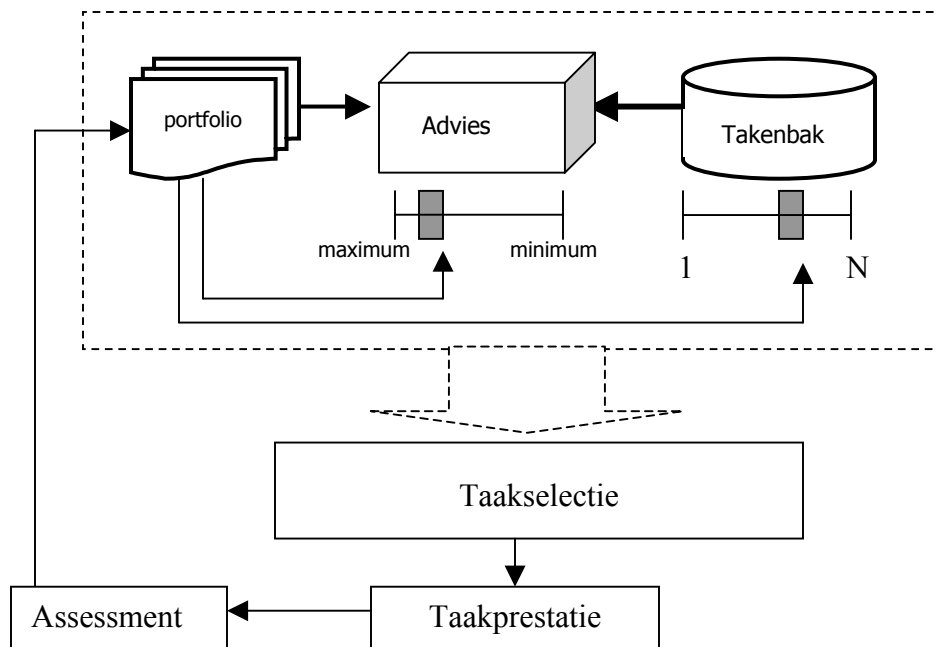 portfolio
Advies
Takenbak
maximum
minimum
1
N
Taakselectie
Taakprestatie
Assessment